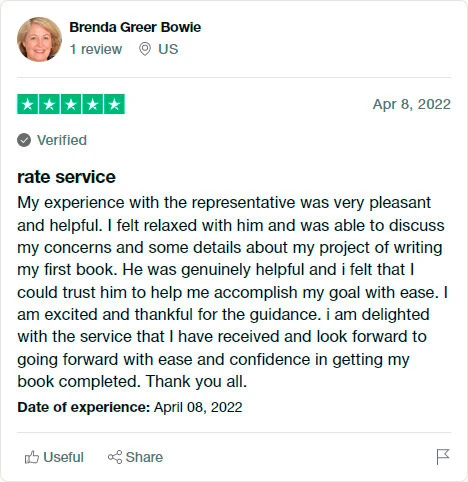 Brenda Greer Bowie
1 review US
Apr 8, 2022
Verified
rate service
My experience with the representative was very pleasant
and helpful. I felt relaxed with him and was able to discuss
my concerns and some details about my project of writing
my first book. He was genuinely helpful and i felt that I
could trust him to help me accomplish my goal with ease. I
am excited and thankful for the guidance. i am delighted
with the service that I have received and look forward to
going forward with ease and confidence in getting my
book completed. Thank you all.
Date of experience: April 08, 2022
Useful Share